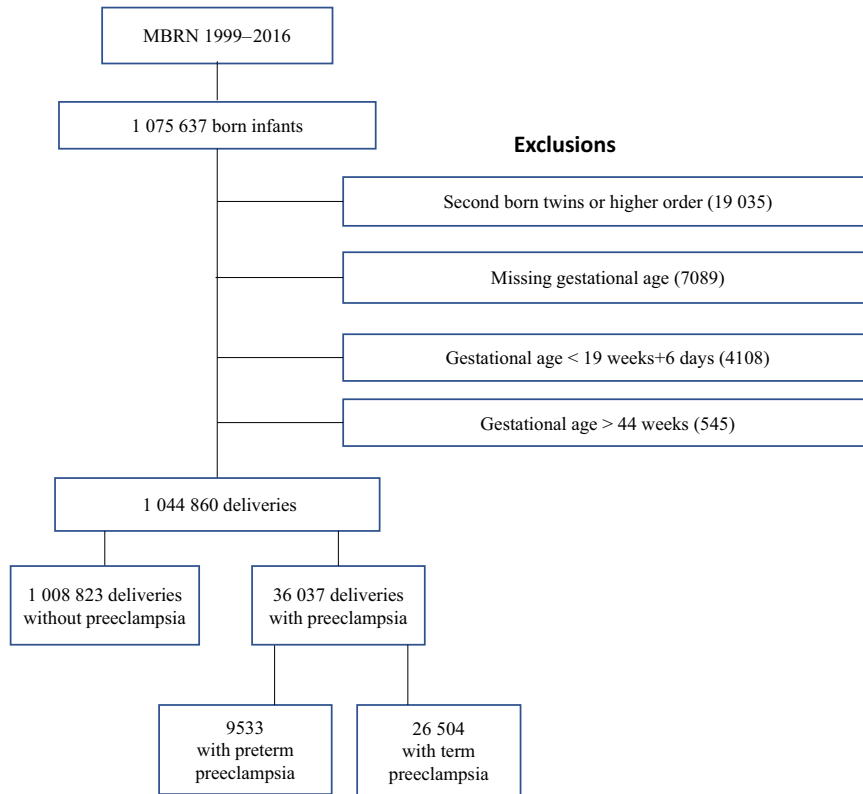 MBRN 1999–2016
1 075 637 born infants
Exclusions
Second born twins or higher order (19 035)
Missing gestational age (7089)
Gestational age < 19 weeks+6 days (4108)
Gestational age > 44 weeks (545)
1 044 860 deliveries
1 008 823 deliveries
without preeclampsia
36 037 deliveries
with preeclampsia
9533
with preterm
preeclampsia
26 504
with term
preeclampsia